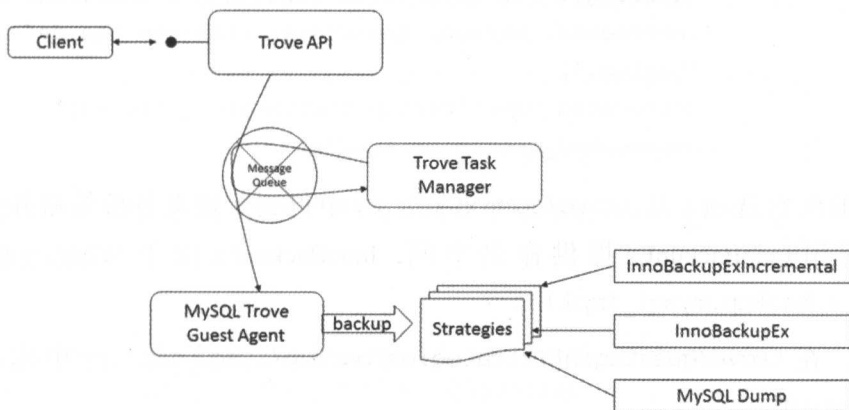 Client
Trove API
Message
Queue
Trove Task
Manager
InnoBackupExIncremental
MySQL Trove
Guest Agent
backup
Strategies
InnoBackupEx
MySQL Dump